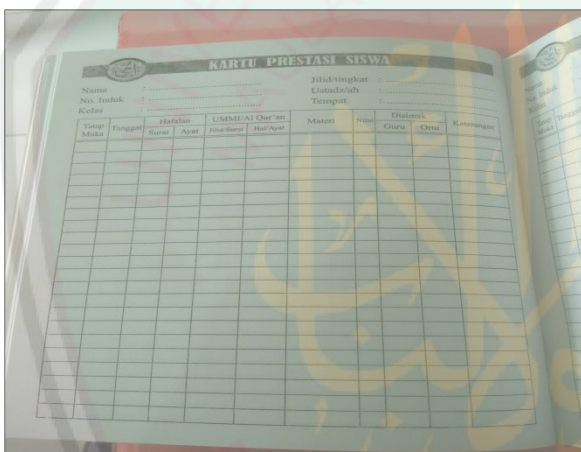 KARTU PRESTASI SISWA
Nama : Jilid/tingkat :
No. Induk : Ustadz/ah :
Kelas : Tempat :
Tatap Muka Tanggal Hafalan UMMI/Al Qur'an Materi Nilai Disimak Keterangan
Surat Ayat Jilid/Surat Hal/Ayat Guru Ortu